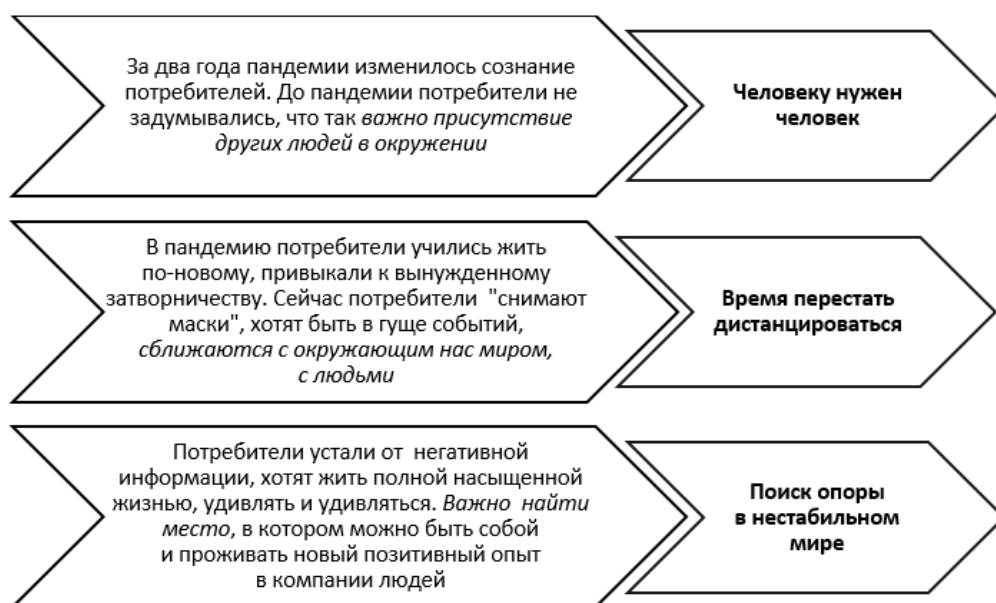 За два года пандемии изменилось сознание
потребителей. До пандемии потребители не
задумывались, что так важно присутствие
других людей в окружении
Человеку нужен
человек
В пандемию потребители учились жить
по-новому, привыкали к вынужденному
затворничеству. Сейчас потребители "снимают
маски", хотят быть в гуще событий,
сближаются с окружающим нас миром,
с людьми
Время перестать
дистанцироваться
Потребители устали от негативной
информации, хотят жить полной насыщенной
жизнью, удивлять и удивляться. Важно найти
место, в котором можно быть собой
и проживать новый позитивный опыт
в компании людей
Поиск опоры
в нестабильном
мире